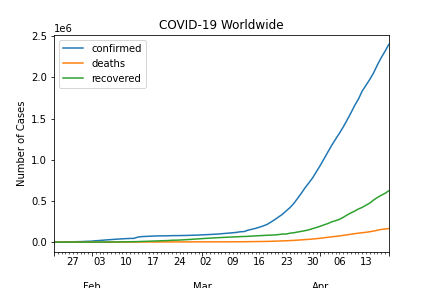 COVID-19 Worldwide
1e6
2.5
2.0
1.5
1.0
0.5
0.0
Number of Cases
confirmed
deaths
recovered
27 03 10 17 24 02 09 16 23 30 06 13
Feb Mar Apr